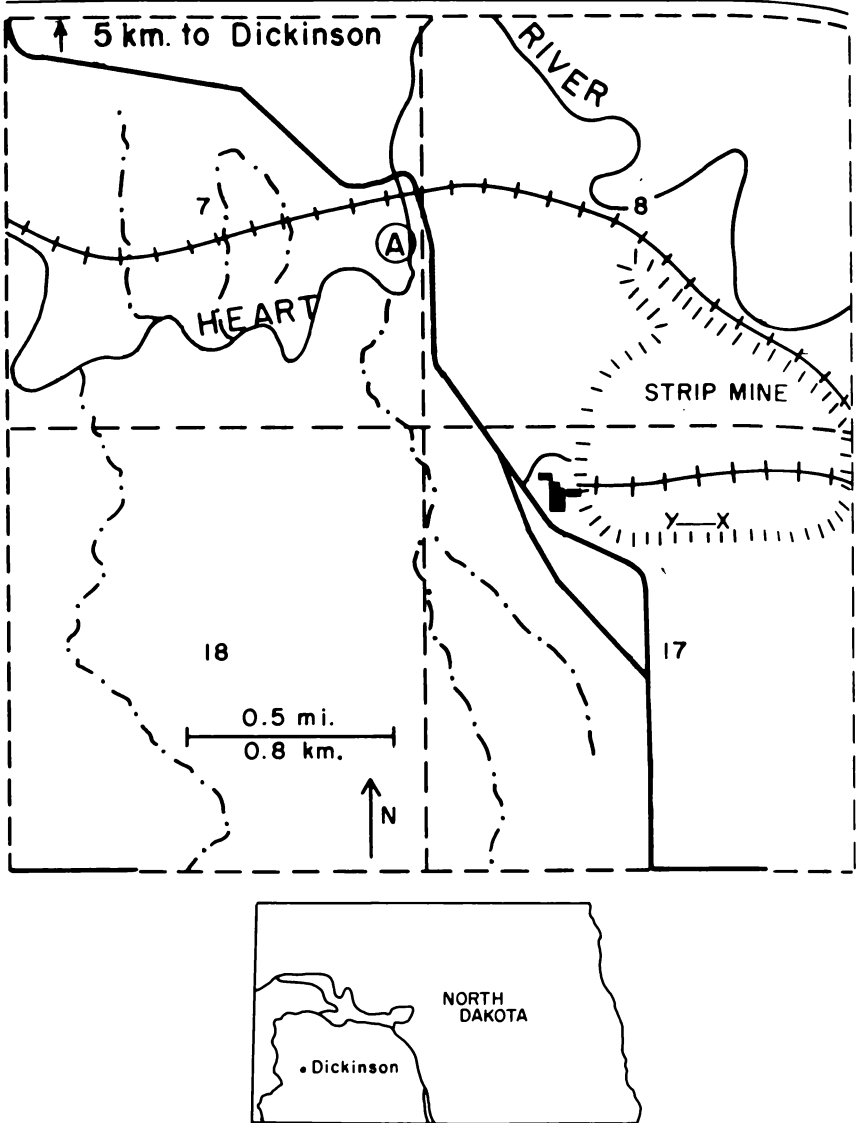 5 km. to Dickinson
RIVER
7
8
A
HEART
STRIP MINE
Y X
18
17
0.5 mi.
0.8 km.
N
NORTH
DAKOTA
Dickinson